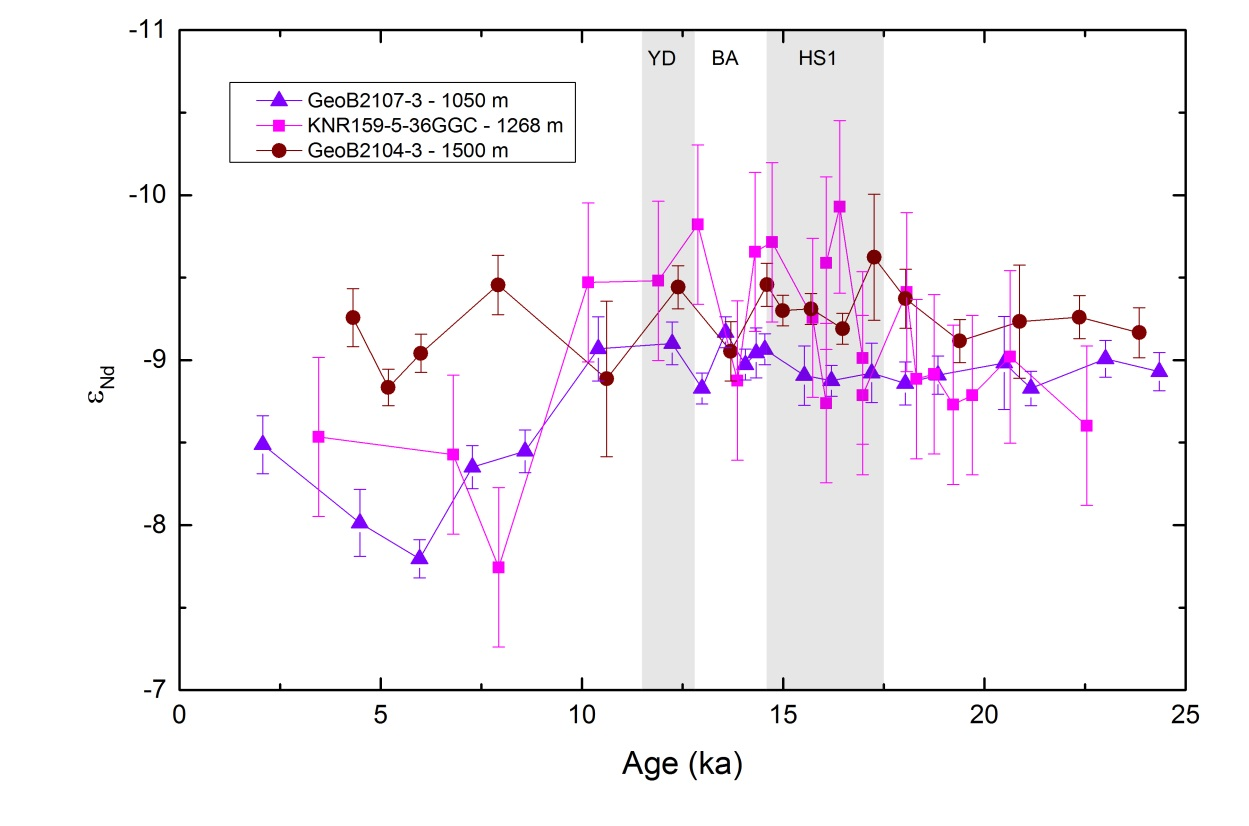 -11
YD BA HS1
GeoB2107-3 - 1050 m
KNR159-5-36GGC - 1268 m
GeoB2104-3 - 1500 m
-10
-9
εNd
-8
-7
0 5 10 15 20 25
Age (ka)